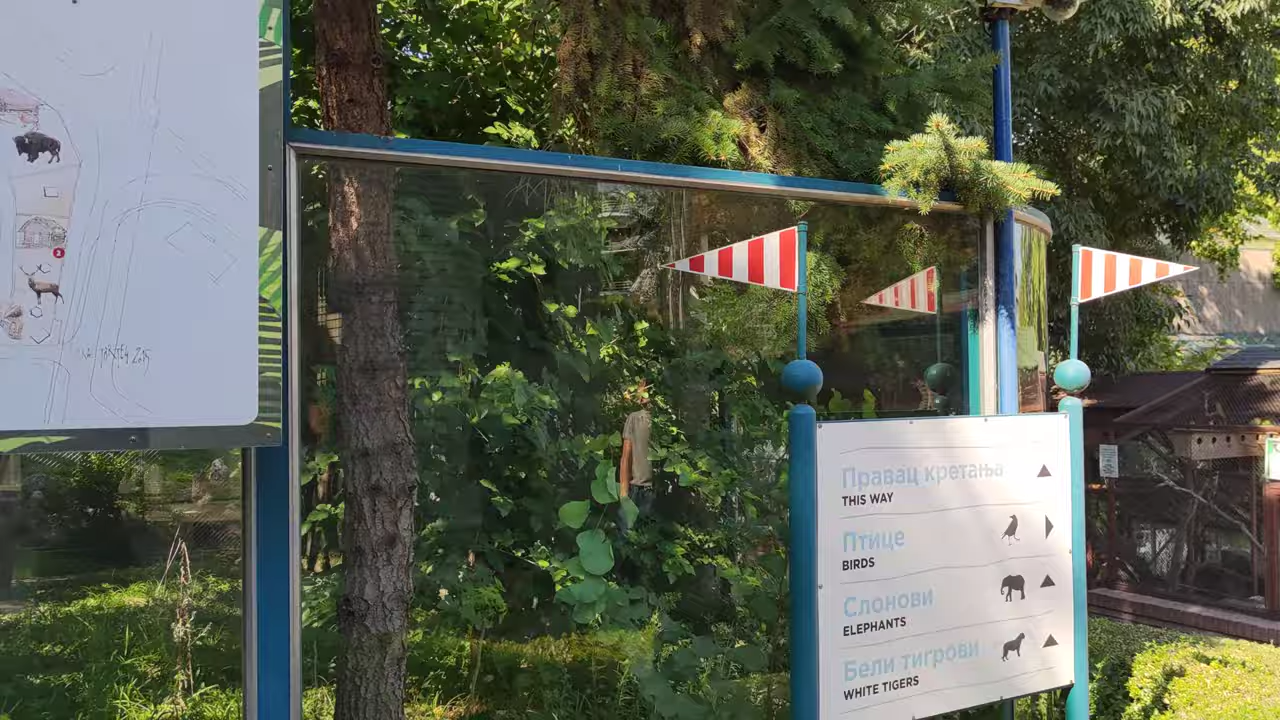 Правац кретања
THIS WAY
Птице
BIRDS
Слонови
ELEPHANTS
Бели тигрови
WHITE TIGERS